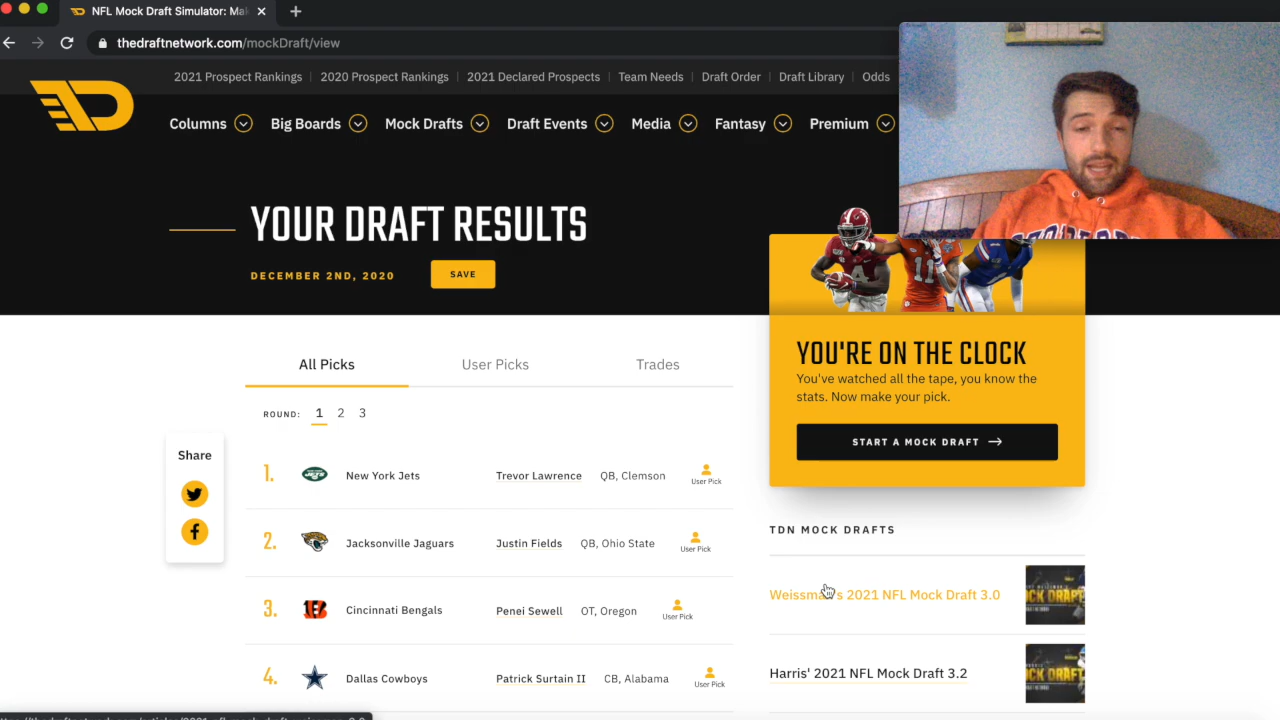 NFL Mock Draft Simulator: Mak
thedraftnetwork.com/mockDraft/view
2021 Prospect Rankings | 2020 Prospect Rankings | 2021 Declared Prospects | Team Needs | Draft Order | Draft Library | Odds
Columns Big Boards Mock Drafts Draft Events Media Fantasy Premium
YOUR DRAFT RESULTS
DECEMBER 2ND, 2020 SAVE
YOU'RE ON THE CLOCK
You've watched all the tape, you know the
stats. Now make your pick.
START A MOCK DRAFT
All Picks User Picks Trades
ROUND: 1 2 3
Share
1. New York Jets Trevor Lawrence QB, Clemson User Pick
2. Jacksonville Jaguars Justin Fields QB, Ohio State User Pick
3. Cincinnati Bengals Penei Sewell OT, Oregon User Pick
4. Dallas Cowboys Patrick Surtain II CB, Alabama User Pick
TDN MOCK DRAFTS
Weissman's 2021 NFL Mock Draft 3.0
Harris' 2021 NFL Mock Draft 3.2